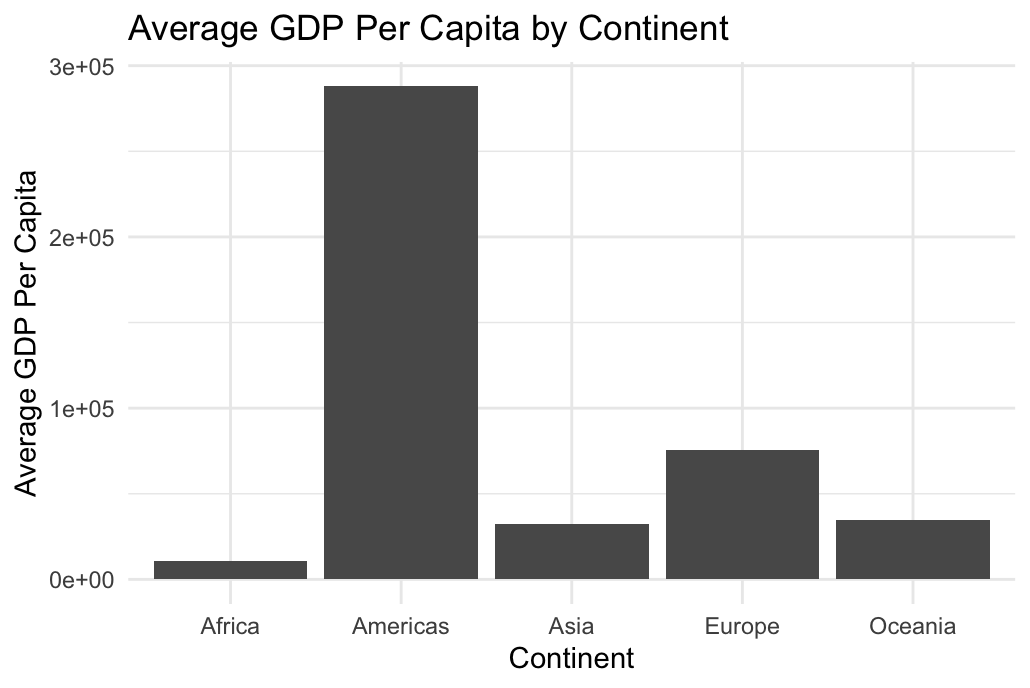 Average GDP Per Capita by Continent
Average GDP Per Capita
3e+05
2e+05
1e+05
0e+00
Africa Americas Asia Europe Oceania
Continent